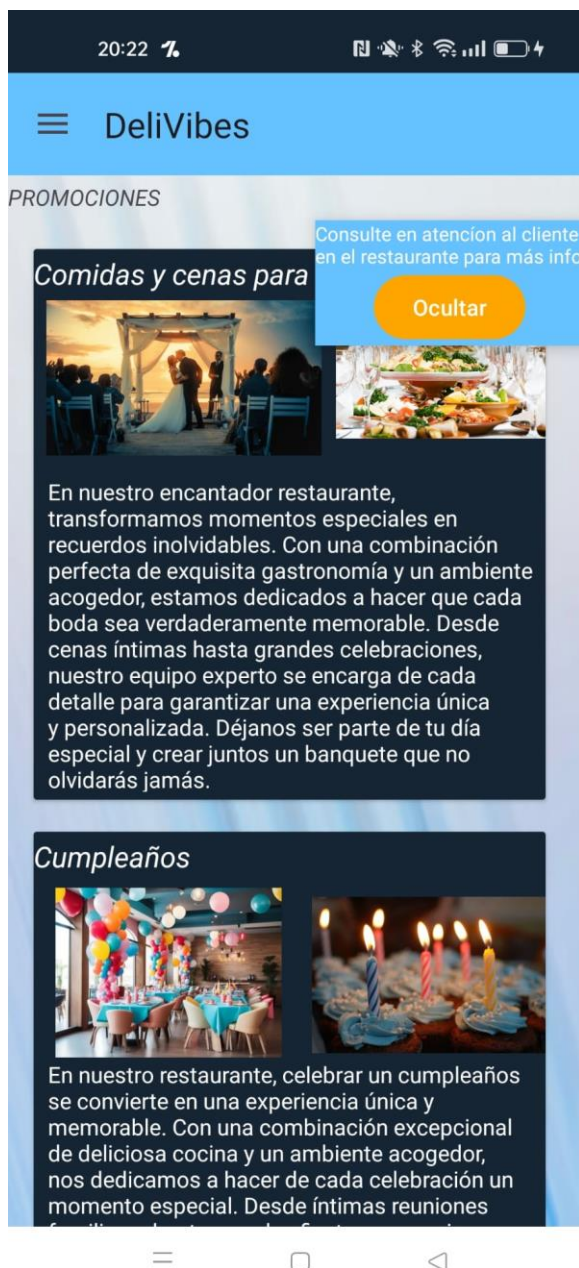 20:22
DeliVibes
PROMOCIONES
Consulte en atencíon al cliente
en el restaurante para más info
Ocultar
Comidas y cenas para
En nuestro encantador restaurante,
transformamos momentos especiales en
recuerdos inolvidables. Con una combinación
perfecta de exquisita gastronomía y un ambiente
acogedor, estamos dedicados a hacer que cada
boda sea verdaderamente memorable. Desde
cenas íntimas hasta grandes celebraciones,
nuestro equipo experto se encarga de cada
detalle para garantizar una experiencia única
y personalizada. Déjanos ser parte de tu día
especial y crear juntos un banquete que no
olvidarás jamás.
Cumpleaños
En nuestro restaurante, celebrar un cumpleaños
se convierte en una experiencia única y
memorable. Con una combinación excepcional
de deliciosa cocina y un ambiente acogedor,
nos dedicamos a hacer de cada celebración un
momento especial. Desde íntimas reuniones